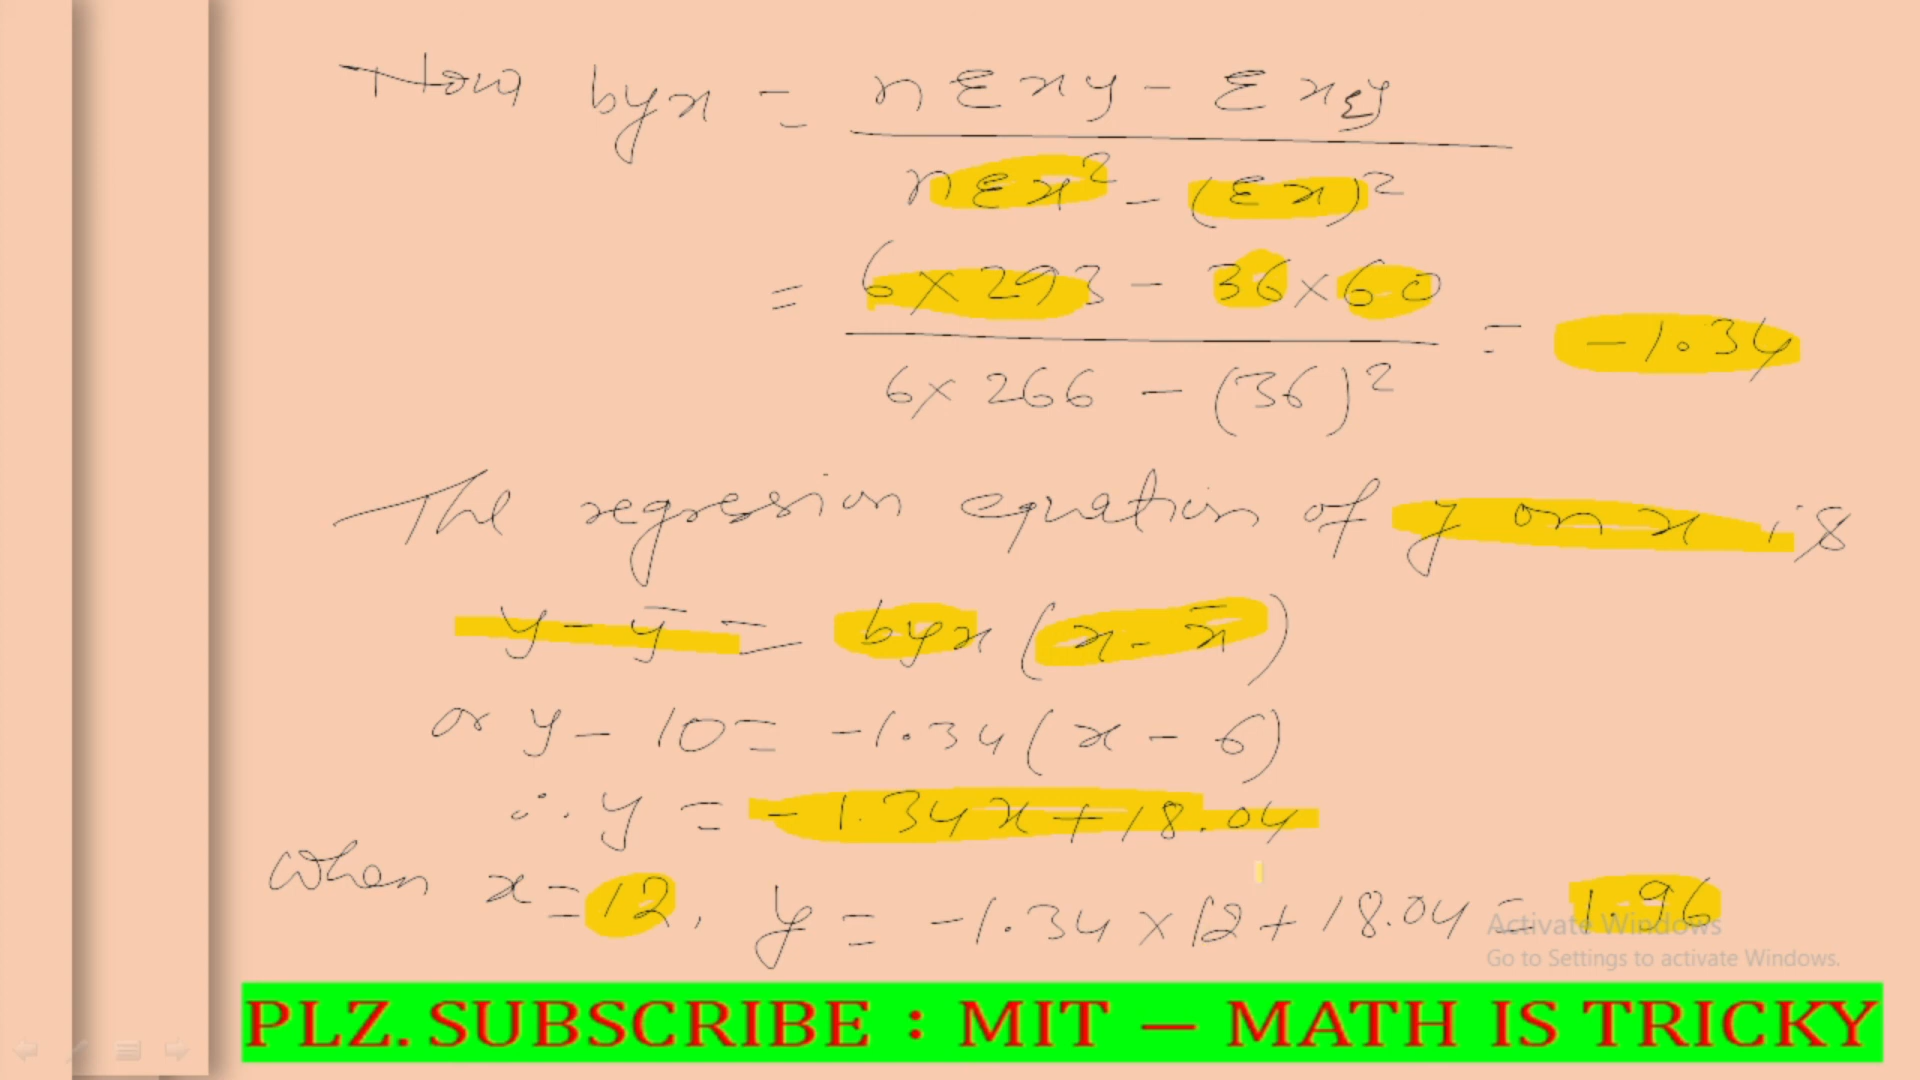 Now byx = nΣxy - ΣxΣy
nΣx² - (Σx)²
= 6×293 - 36×60
6×266 - (36)²
= -1.34
The regression equation of y on x is
y - ȳ = byx (x - x̄)
or y - 10 = -1.34 (x - 6)
∴ y = -1.34x + 18.04
When x = 12, y = -1.34 × 12 + 18.04 = 1.96
Activate Windows
Go to Settings to activate Windows.
PLZ. SUBSCRIBE : MIT – MATH IS TRICKY